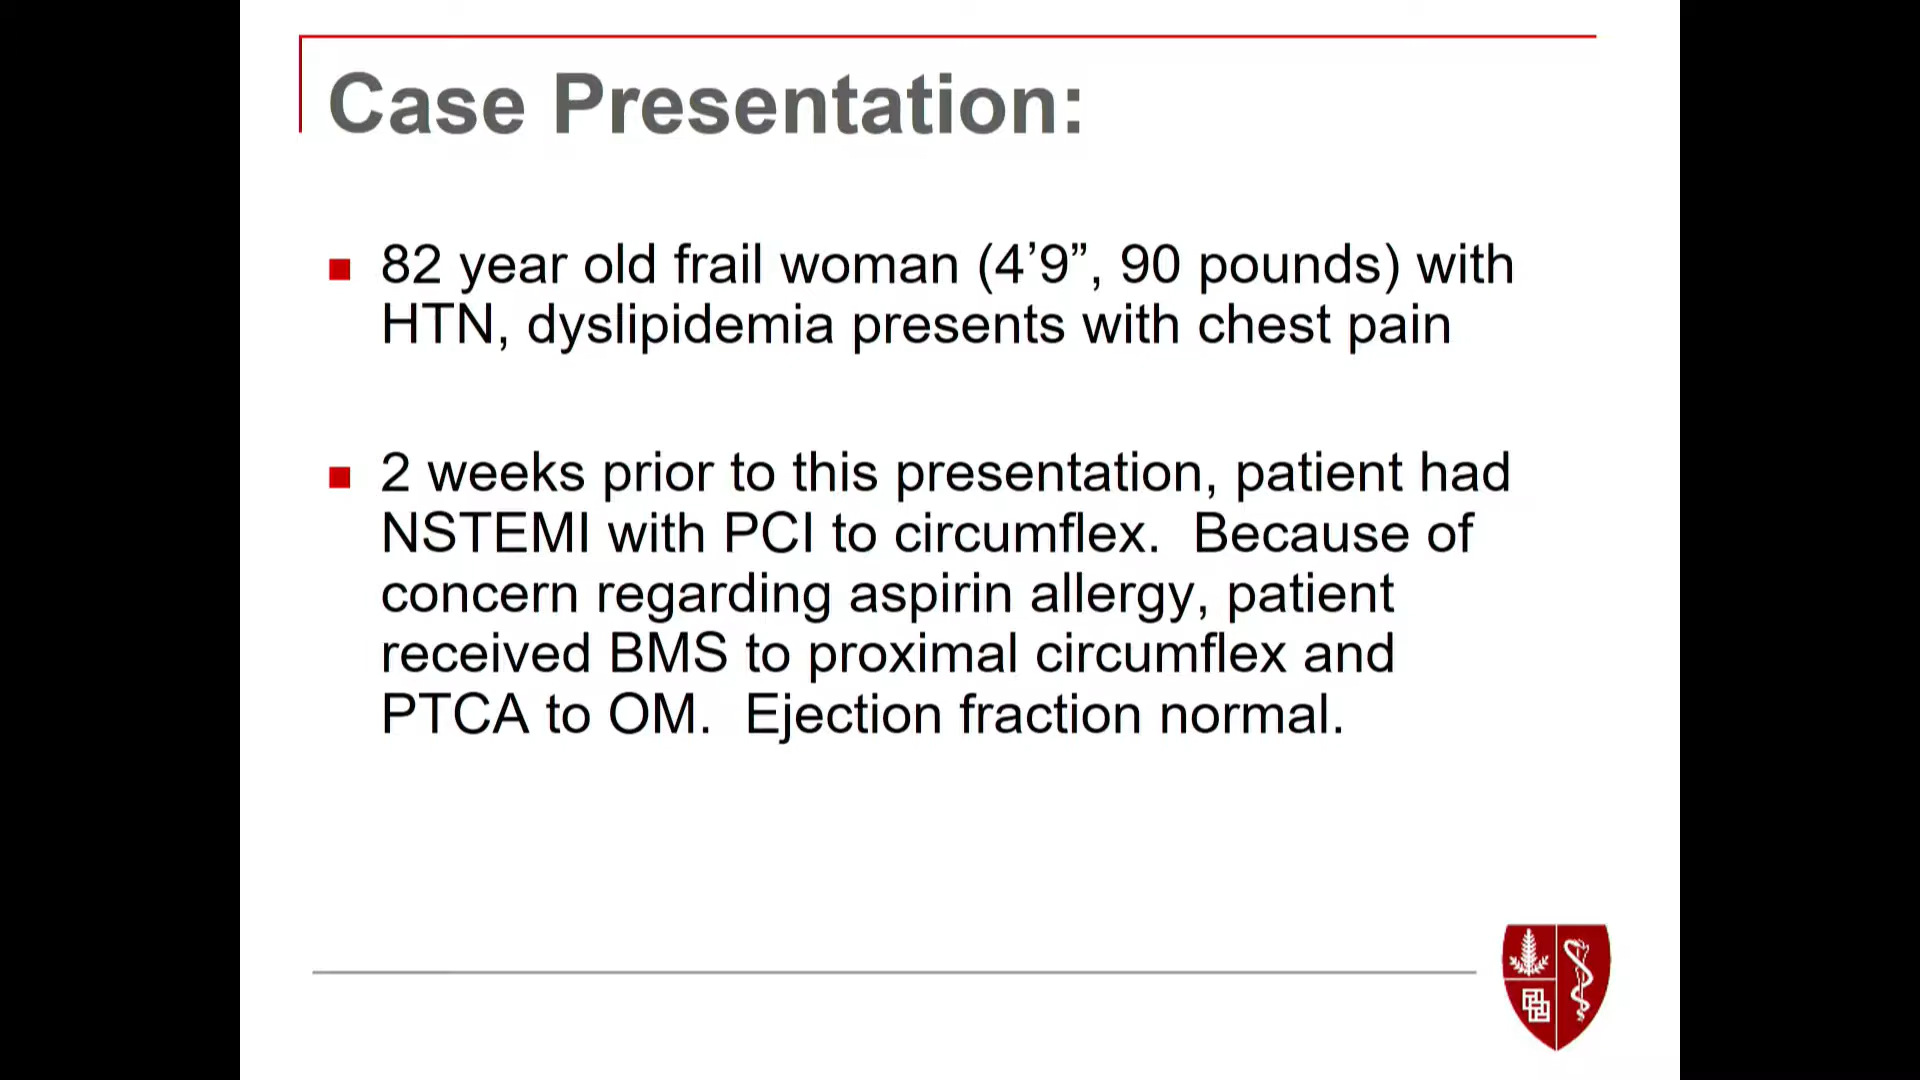 Case Presentation:
82 year old frail woman (4’9”, 90 pounds) with
HTN, dyslipidemia presents with chest pain
2 weeks prior to this presentation, patient had
NSTEMI with PCI to circumflex.  Because of
concern regarding aspirin allergy, patient
received BMS to proximal circumflex and
PTCA to OM.  Ejection fraction normal.